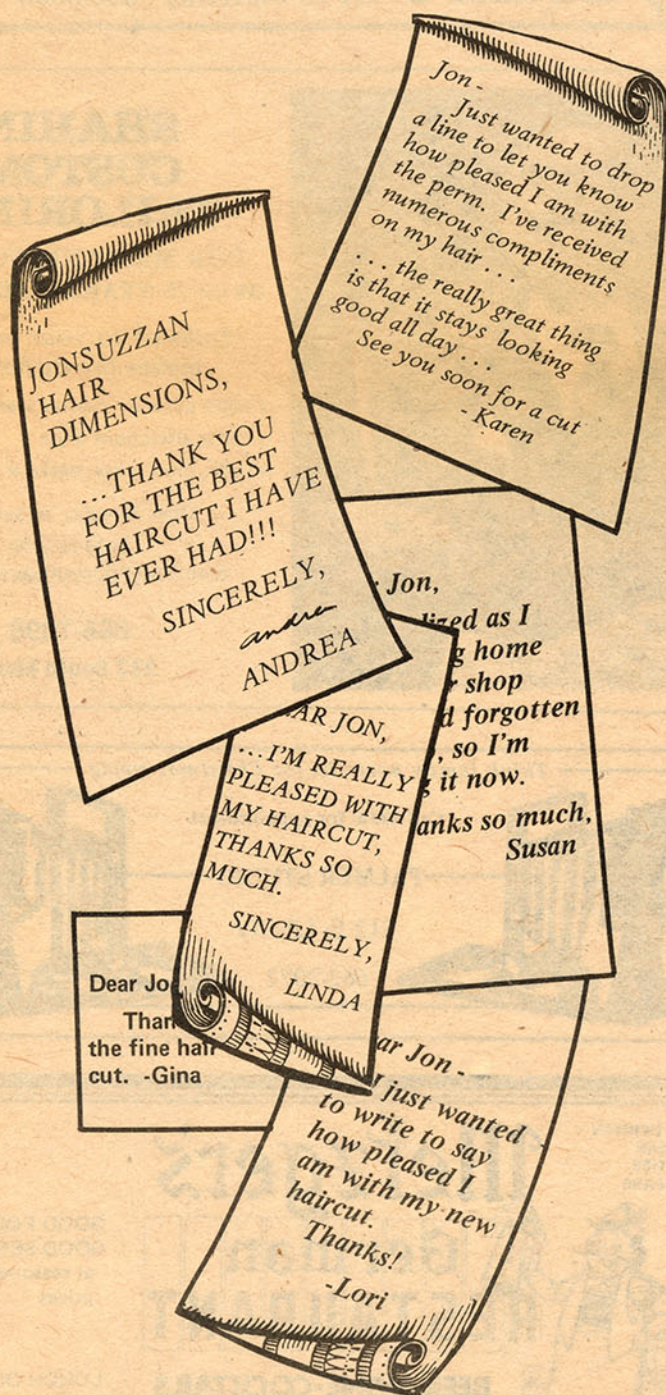 Jon -
Just wanted to drop
a line to let you know
how pleased I am with
the perm. I've received
numerous compliments
on my hair . . .
. . . the really great thing
is that it stays looking
good all day . . .
See you soon for a cut
- Karen
JONSUZZAN
HAIR
DIMENSIONS,
...THANK YOU
FOR THE BEST
HAIRCUT I HAVE
EVER HAD!!!
SINCERELY,
andrea
ANDREA
Jon,
as I
home
shop
forgotten
, so I'm
it now.
so much,
Susan
JON,
...I'M REALLY
PLEASED WITH
MY HAIRCUT,
THANKS SO
MUCH.
SINCERELY,
LINDA
Dear
the fine hair
cut. -Gina
Jon -
I just wanted
to write to say
how pleased I
am with my new
haircut.
Thanks!
-Lori